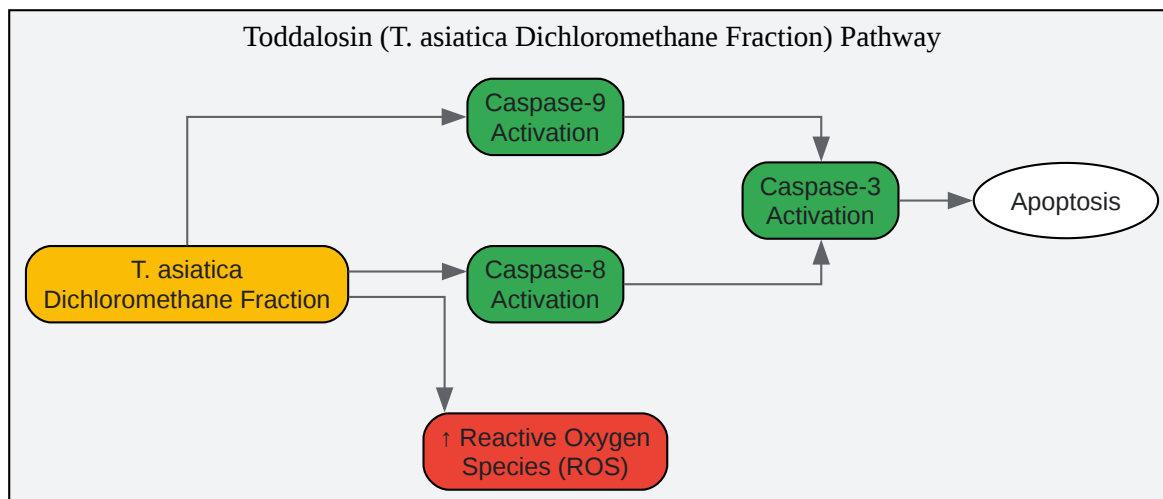 Toddalosin (T. asiatica Dichloromethane Fraction) Pathway
Caspase-9
Activation
Caspase-3
Activation
Apoptosis
T. asiatica
Dichloromethane Fraction
Caspase-8
Activation
↑ Reactive Oxygen
Species (ROS)